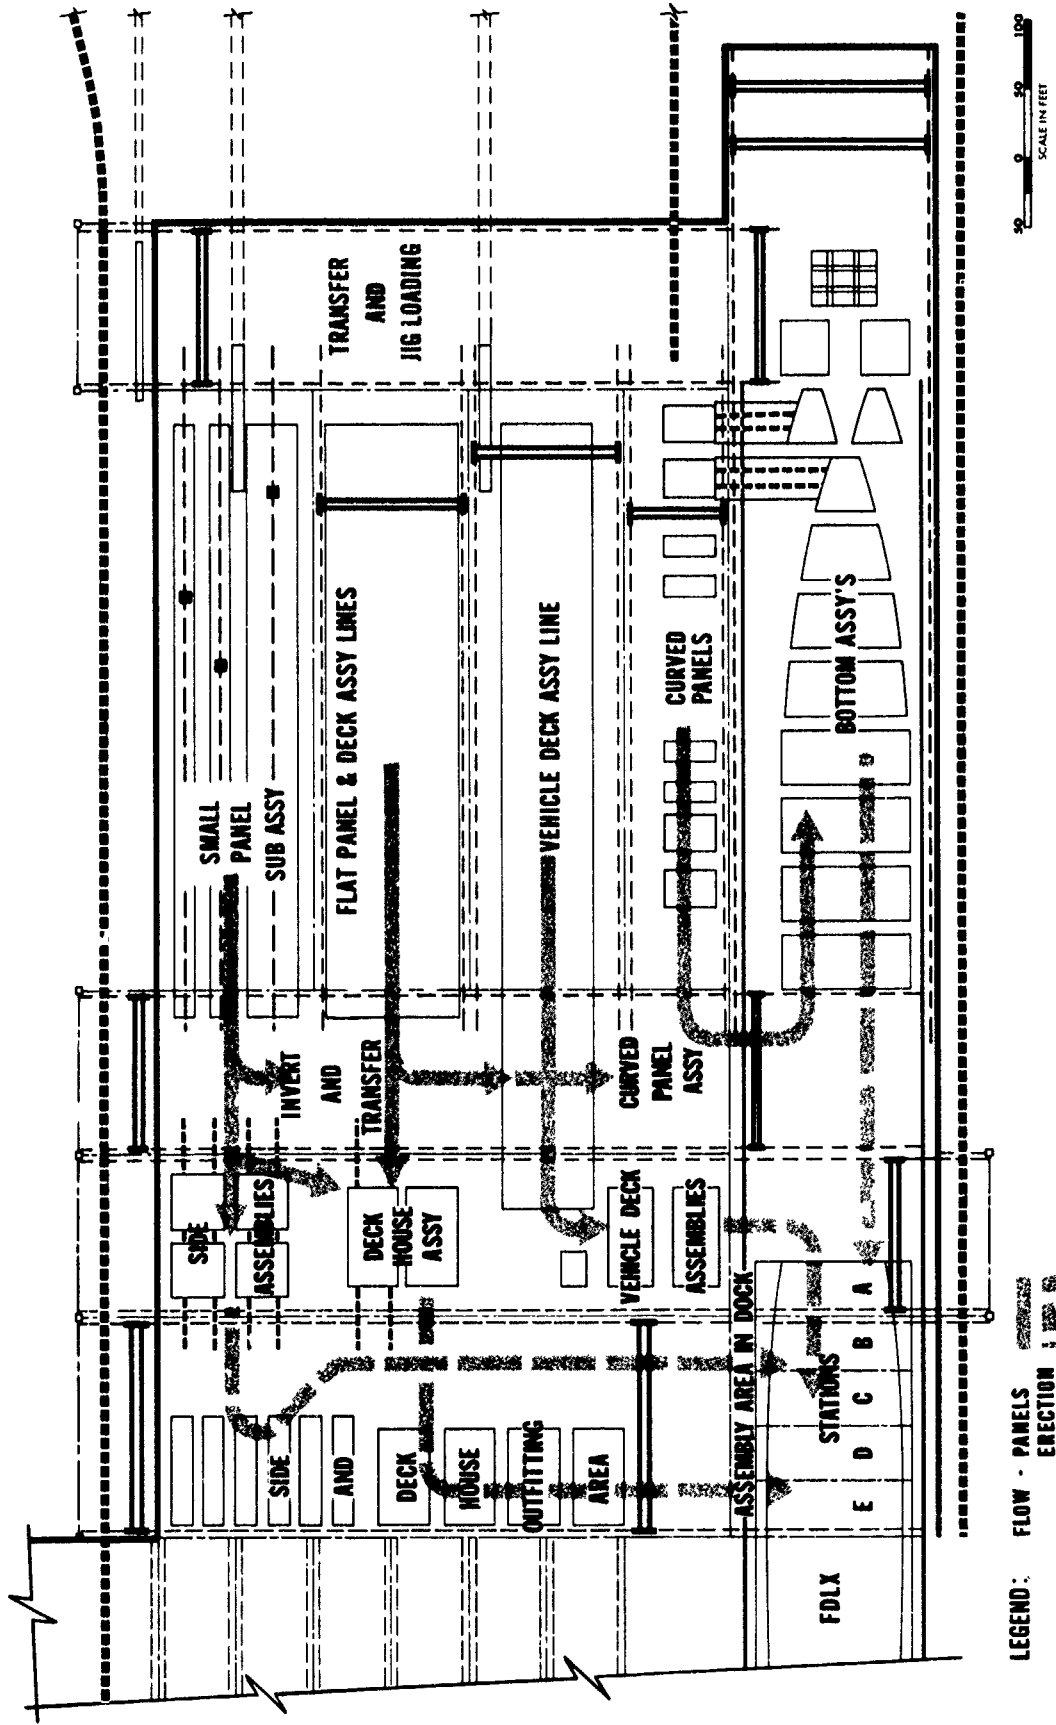 TRANSFER
AND
JIG LOADING
SMALL
PANEL
SUB ASSY
FLAT PANEL & DECK ASSY LINES
VEHICLE DECK ASSY LINE
CURVED
PANELS
BOTTOM ASSY'S
INVERT
AND
TRANSFER
CURVED
PANEL
ASSY
SIDE
ASSEMBLIES
DECK
HOUSE
ASSY
VEHICLE DECK
ASSEMBLIES
SIDE
AND
DECK
HOUSE
OUTFITTING
AREA
ASSEMBLY AREA IN DOCK
STATIONS
E D C B A
FDLX
LEGEND: FLOW - PANELS
ERECTION
50 0 50 100
SCALE IN FEET